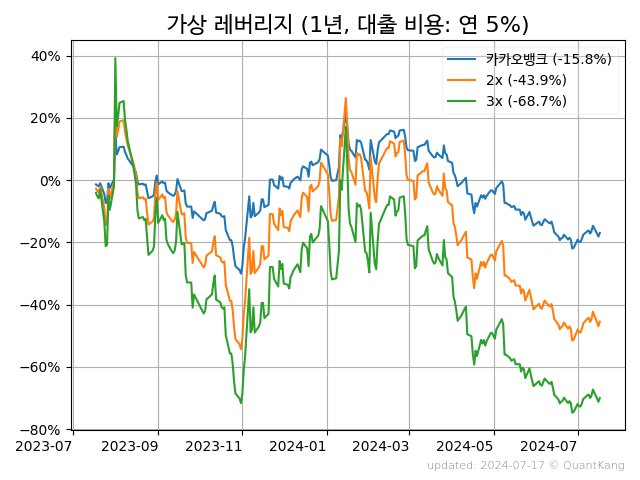 가상 레버리지 (1년, 대출 비용: 연 5%)
40%
20%
0%
−20%
−40%
−60%
−80%
카카오뱅크 (-15.8%)
2x (-43.9%)
3x (-68.7%)
2023-07
2023-09
2023-11
2024-01
2024-03
2024-05
2024-07
updated: 2024-07-17 © QuantKang